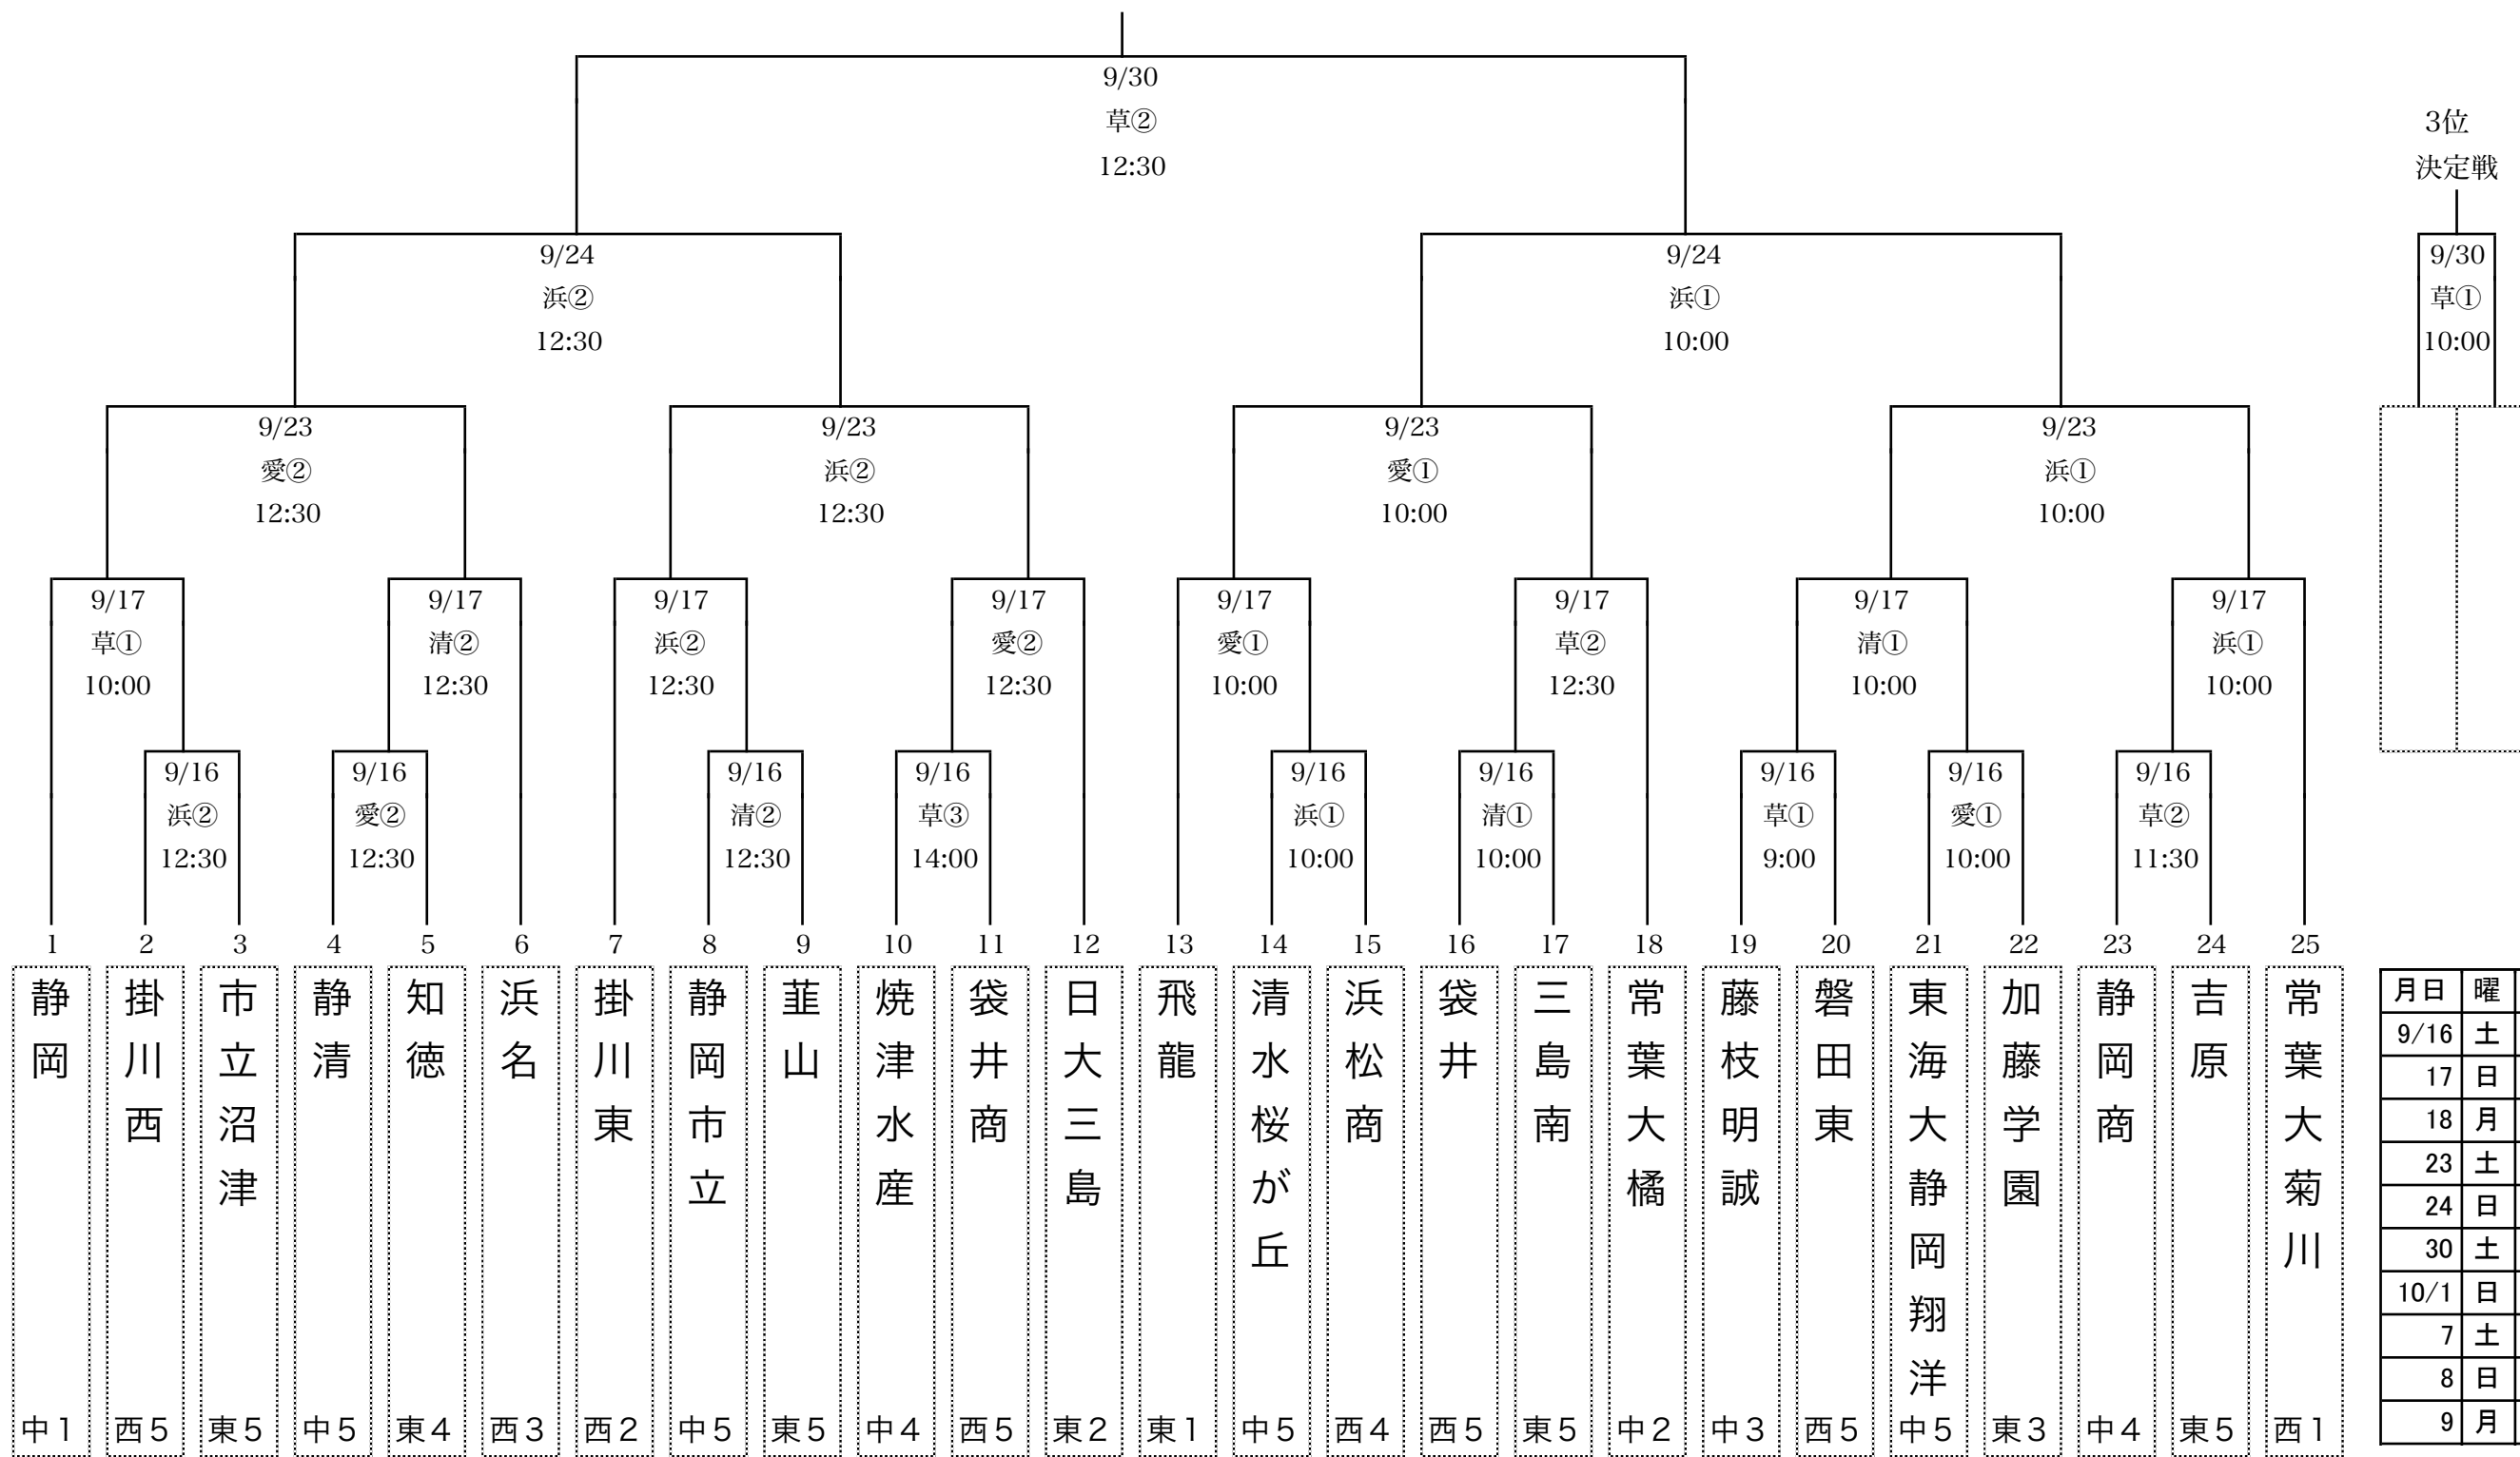 9/30
草②
12:30
3位
決定戦
9/24
浜②
12:30
9/24
浜①
10:00
9/30
草①
10:00
9/23
愛②
12:30
9/23
浜②
12:30
9/23
愛①
10:00
9/23
浜①
10:00
9/17
草①
10:00
9/17
清②
12:30
9/17
浜②
12:30
9/17
愛②
12:30
9/17
愛①
10:00
9/17
草②
12:30
9/17
清①
10:00
9/17
浜①
10:00
9/16
浜②
12:30
9/16
愛②
12:30
9/16
清②
12:30
9/16
草③
14:00
9/16
浜①
10:00
9/16
清①
10:00
9/16
草①
9:00
9/16
愛①
10:00
9/16
草②
11:30
1
静岡
中1
2
掛川西
西5
3
市立沼津
東5
4
静清
中5
5
知徳
東4
6
浜名
西3
7
掛川東
西2
8
静岡市立
中5
9
韮山
東5
10
焼津水産
中4
11
袋井商
西5
12
日大三島
東2
13
飛龍
東1
14
清水桜が丘
中5
15
浜松商
西4
16
袋井
西5
17
三島南
東5
18
常葉大橘
中2
19
藤枝明誠
中3
20
磐田東
西5
21
東海大静岡翔洋
中5
22
加藤学園
東3
23
静岡商
中4
24
吉原
東5
25
常葉大菊川
西1
月日 曜
9/16 土
17 日
18 月
23 土
24 日
30 土
10/1 日
7 土
8 日
9 月